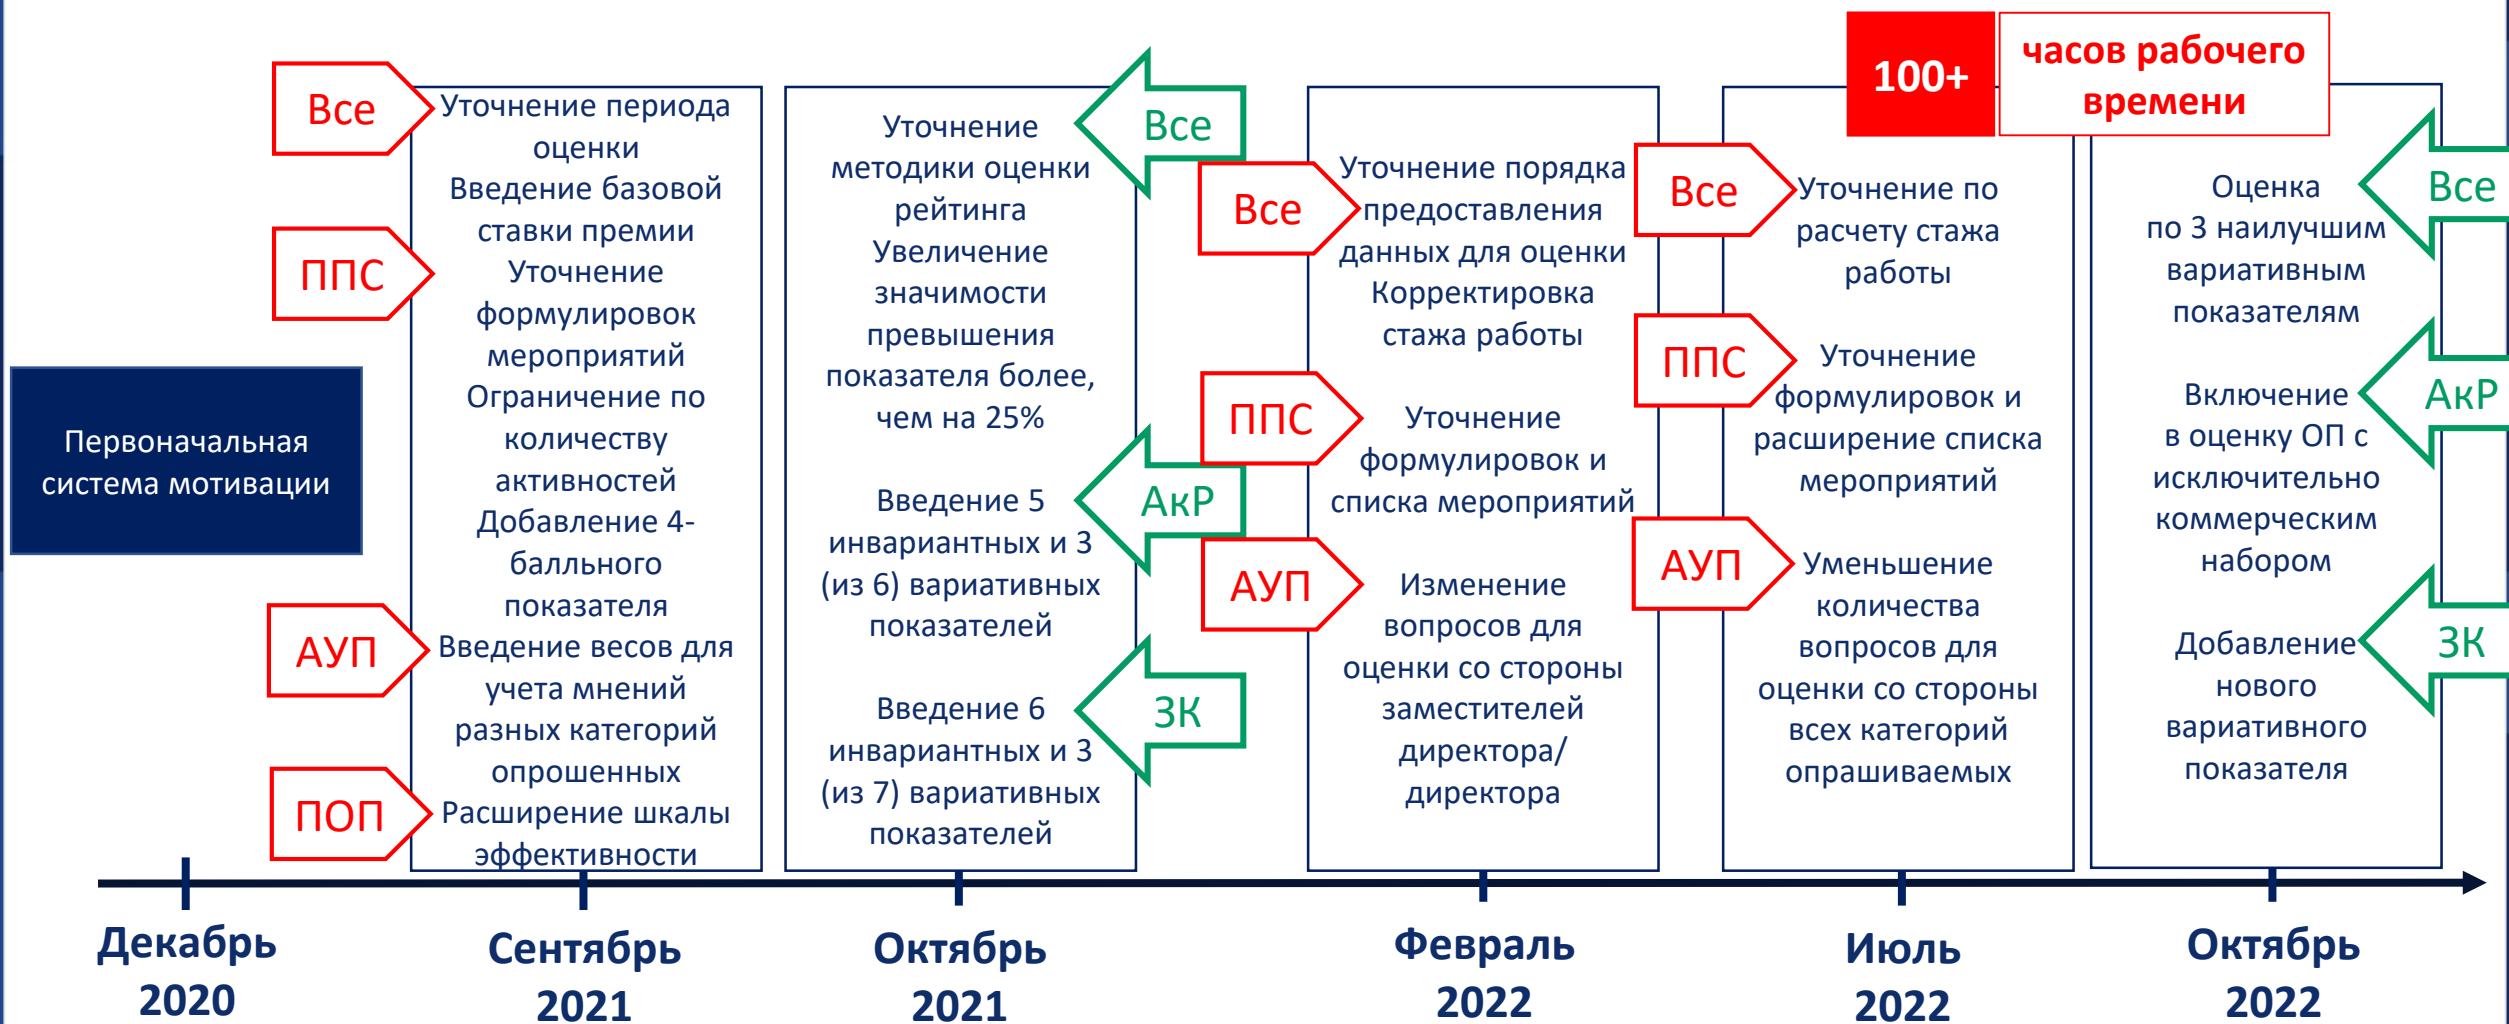 100+
часов рабочего
времени
Первоначальная
система мотивации
Все
ППС
АУП
ПОП
Уточнение периода
оценки
Введение базовой
ставки премии
Уточнение
формулировок
мероприятий
Ограничение по
количеству
активностей
Добавление 4-
балльного
показателя
Введение весов для
учета мнений
разных категорий
опрошенных
Расширение шкалы
эффективности
Уточнение
методики оценки
рейтинга
Увеличение
значимости
превышения
показателя более,
чем на 25%
Введение 5
инвариантных и 3
(из 6) вариативных
показателей
Введение 6
инвариантных и 3
(из 7) вариативных
показателей
Все
АкР
ЗК
Все
ППС
АУП
Уточнение порядка
предоставления
данных для оценки
Корректировка
стажа работы
Уточнение
формулировок и
списка мероприятий
Изменение
вопросов для
оценки со стороны
заместителей
директора/
директора
Все
ППС
АУП
Уточнение по
расчету стажа
работы
Уточнение
формулировок и
расширение списка
мероприятий
Уменьшение
количества
вопросов для
оценки со стороны
всех категорий
опрашиваемых
Оценка
по 3 наилучшим
вариативным
показателям
Включение
в оценку ОП с
исключительно
коммерческим
набором
Добавление
нового
вариативного
показателя
Все
АкР
ЗК
Декабрь
2020
Сентябрь
2021
Октябрь
2021
Февраль
2022
Июль
2022
Октябрь
2022